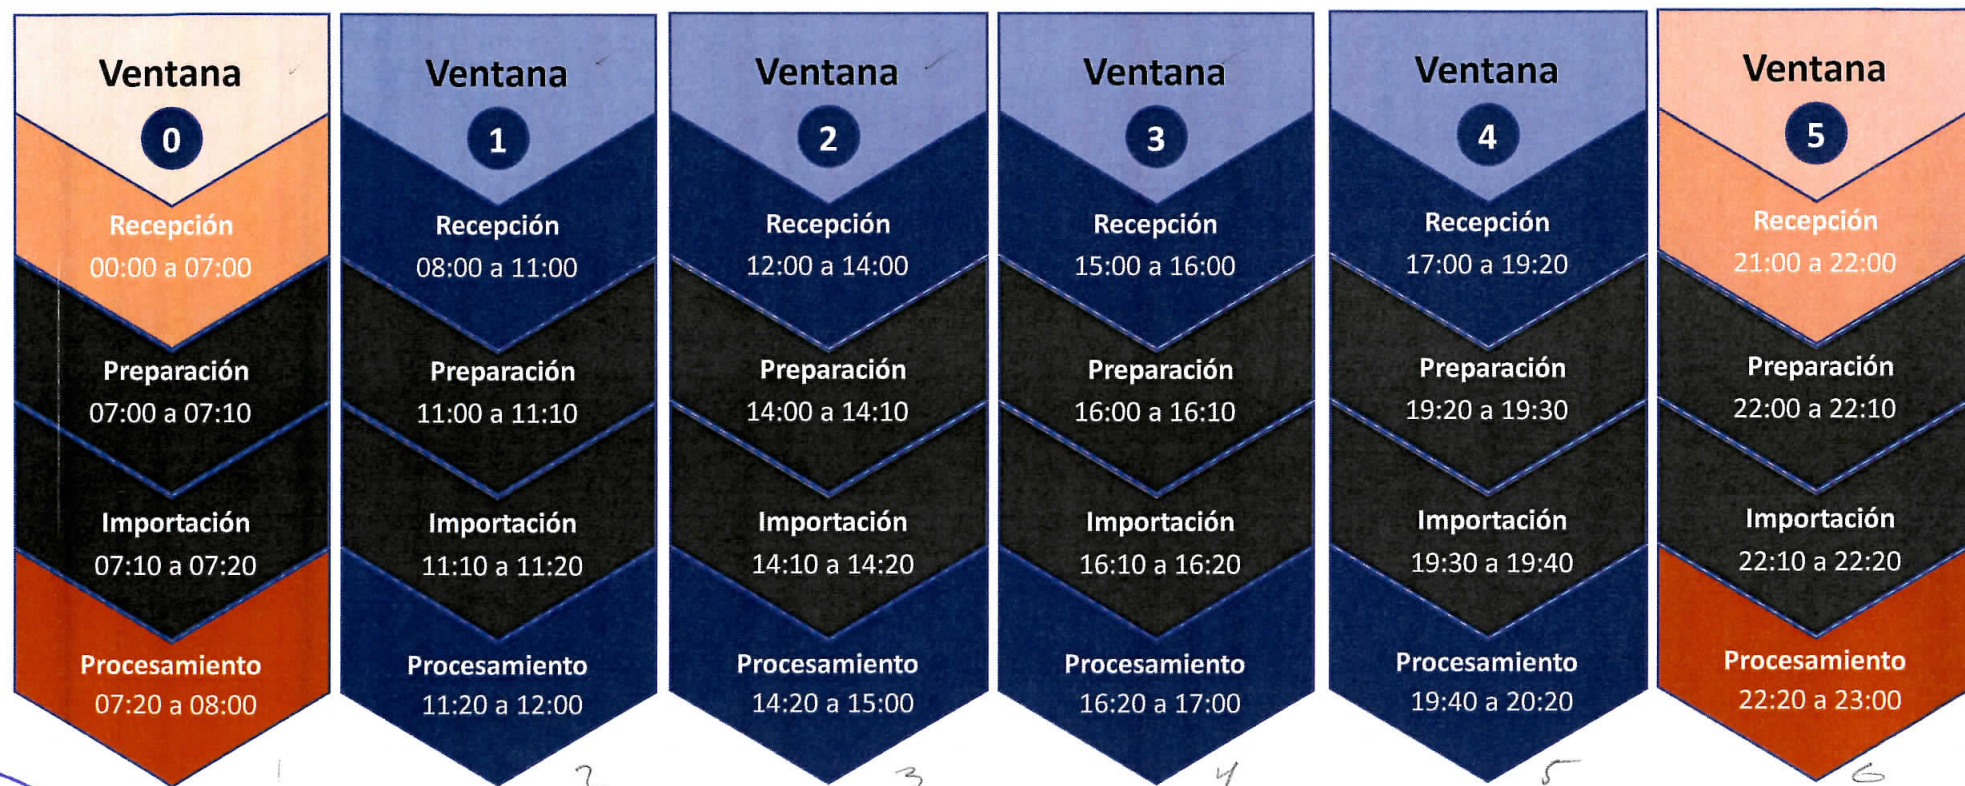 Ventana
0
Recepción
00:00 a 07:00
Preparación
07:00 a 07:10
Importación
07:10 a 07:20
Procesamiento
07:20 a 08:00
1
Ventana
1
Recepción
08:00 a 11:00
Preparación
11:00 a 11:10
Importación
11:10 a 11:20
Procesamiento
11:20 a 12:00
2
Ventana
2
Recepción
12:00 a 14:00
Preparación
14:00 a 14:10
Importación
14:10 a 14:20
Procesamiento
14:20 a 15:00
3
Ventana
3
Recepción
15:00 a 16:00
Preparación
16:00 a 16:10
Importación
16:10 a 16:20
Procesamiento
16:20 a 17:00
4
Ventana
4
Recepción
17:00 a 19:20
Preparación
19:20 a 19:30
Importación
19:30 a 19:40
Procesamiento
19:40 a 20:20
5
Ventana
5
Recepción
21:00 a 22:00
Preparación
22:00 a 22:10
Importación
22:10 a 22:20
Procesamiento
22:20 a 23:00
6